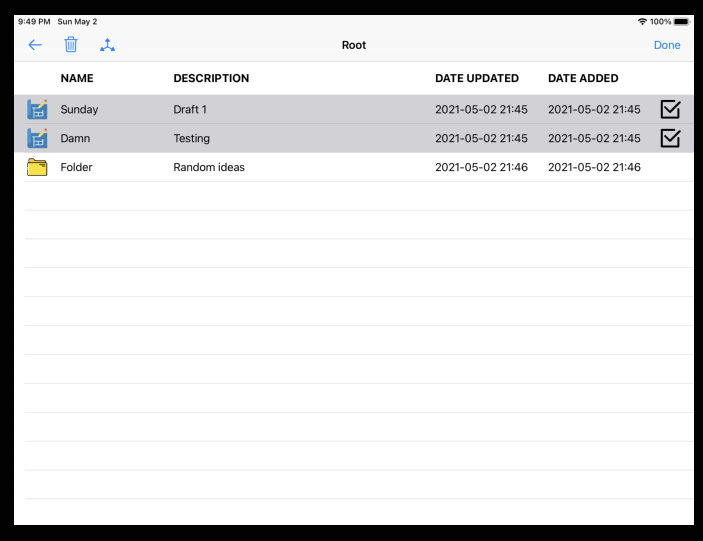 9:49 PM Sun May 2 100%
Root Done
NAME DESCRIPTION DATE UPDATED DATE ADDED
Sunday Draft 1 2021-05-02 21:45 2021-05-02 21:45
Damn Testing 2021-05-02 21:45 2021-05-02 21:45
Folder Random ideas 2021-05-02 21:46 2021-05-02 21:46